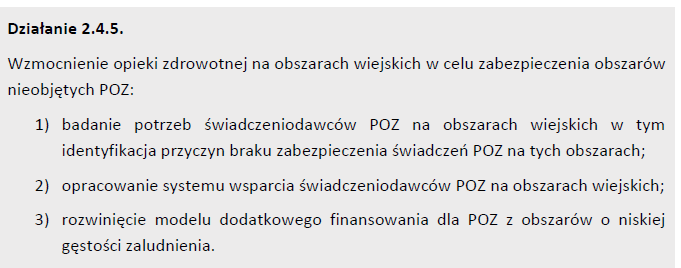 Działanie 2.4.5.
Wzmocnienie opieki zdrowotnej na obszarach wiejskich w celu zabezpieczenia obszarów
nieobjętych POZ:
1) badanie potrzeb świadczeniodawców POZ na obszarach wiejskich w tym
identyfikacja przyczyn braku zabezpieczenia świadczeń POZ na tych obszarach;
2) opracowanie systemu wsparcia świadczeniodawców POZ na obszarach wiejskich;
3) rozwinięcie modelu dodatkowego finansowania dla POZ z obszarów o niskiej
gęstości zaludnienia.